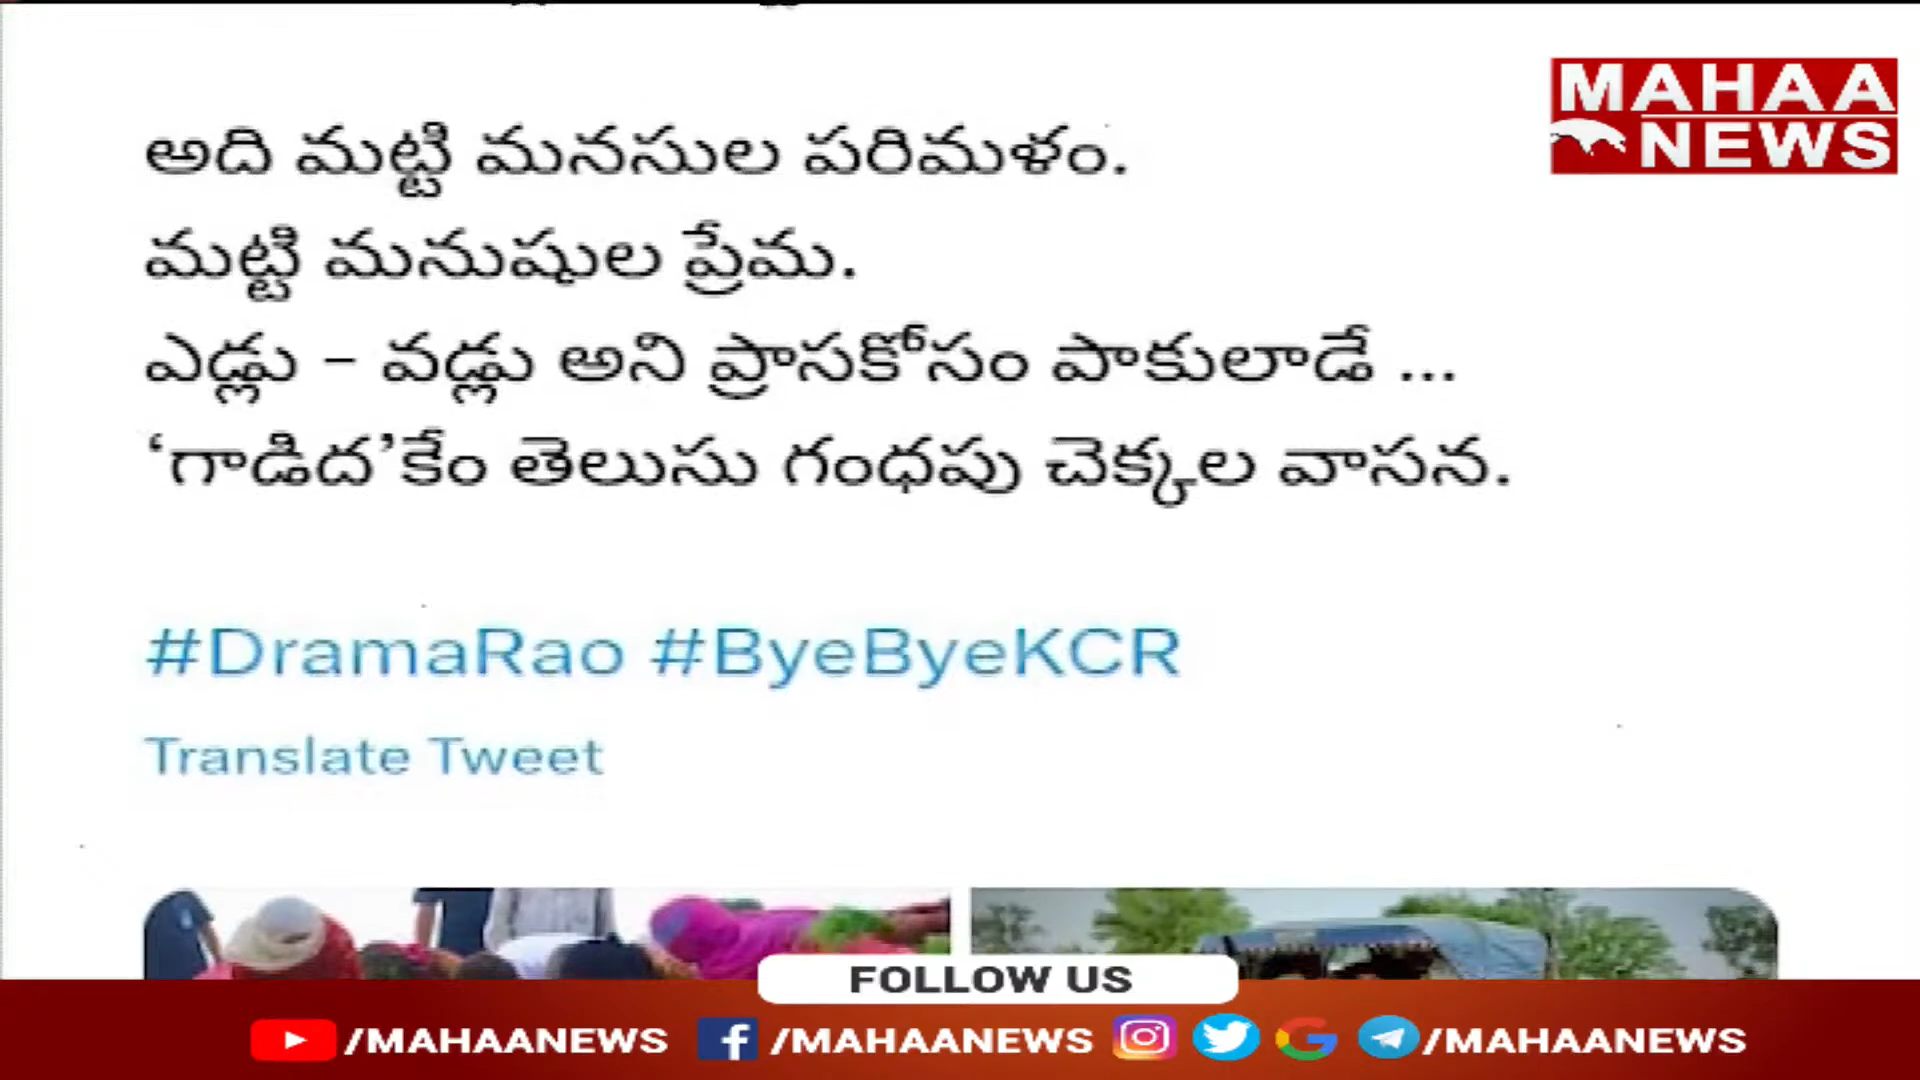 MAHAA
NEWS
అది మట్టి మనసుల పరిమళం.
మట్టి మనుషుల ప్రేమ.
ఎడ్లు - వడ్లు అని ప్రాసకోసం పాకులాడే ...
‘గాడిద’కేం తెలుసు గంధపు చెక్కల వాసన.
#DramaRao #ByeByeKCR
Translate Tweet
FOLLOW US
/MAHAANEWS /MAHAANEWS /MAHAANEWS